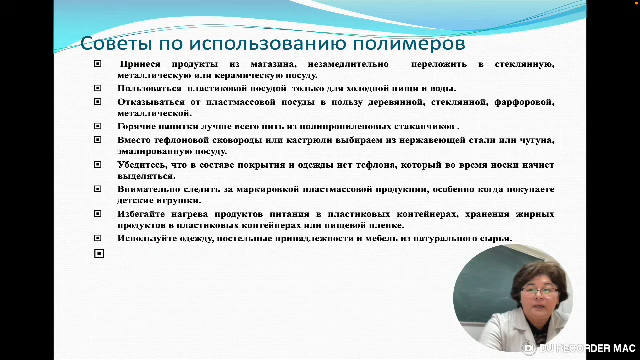 Советы по использованию полимеров
Принеся продукты из магазина, незамедлительно переложить в стеклянную,
металлическую или керамическую посуду.
Пользоваться пластиковой посудой только для холодной пищи и воды.
Отказываться от пластмассовой посуды в пользу деревянной, стеклянной, фарфоровой,
металлической.
Горячие напитки лучше всего пить из полипропиленовых стаканчиков .
Вместо тефлоновой сковороды или кастрюли выбираем из нержавеющей стали или чугуна,
эмалированную посуду.
Убедитесь, что в составе покрытия и одежды нет тефлона, который во время носки начнет
выделяться.
Внимательно следить за маркировкой пластмассовой продукции, особенно когда покупаете
детские игрушки.
Избегайте нагрева продуктов питания в пластиковых контейнерах, хранения жирных
продуктов в пластиковых контейнерах или пищевой пленке.
Используйте одежду, постельные принадлежности и мебель из натурального сырья.
DU RECORDER MAC